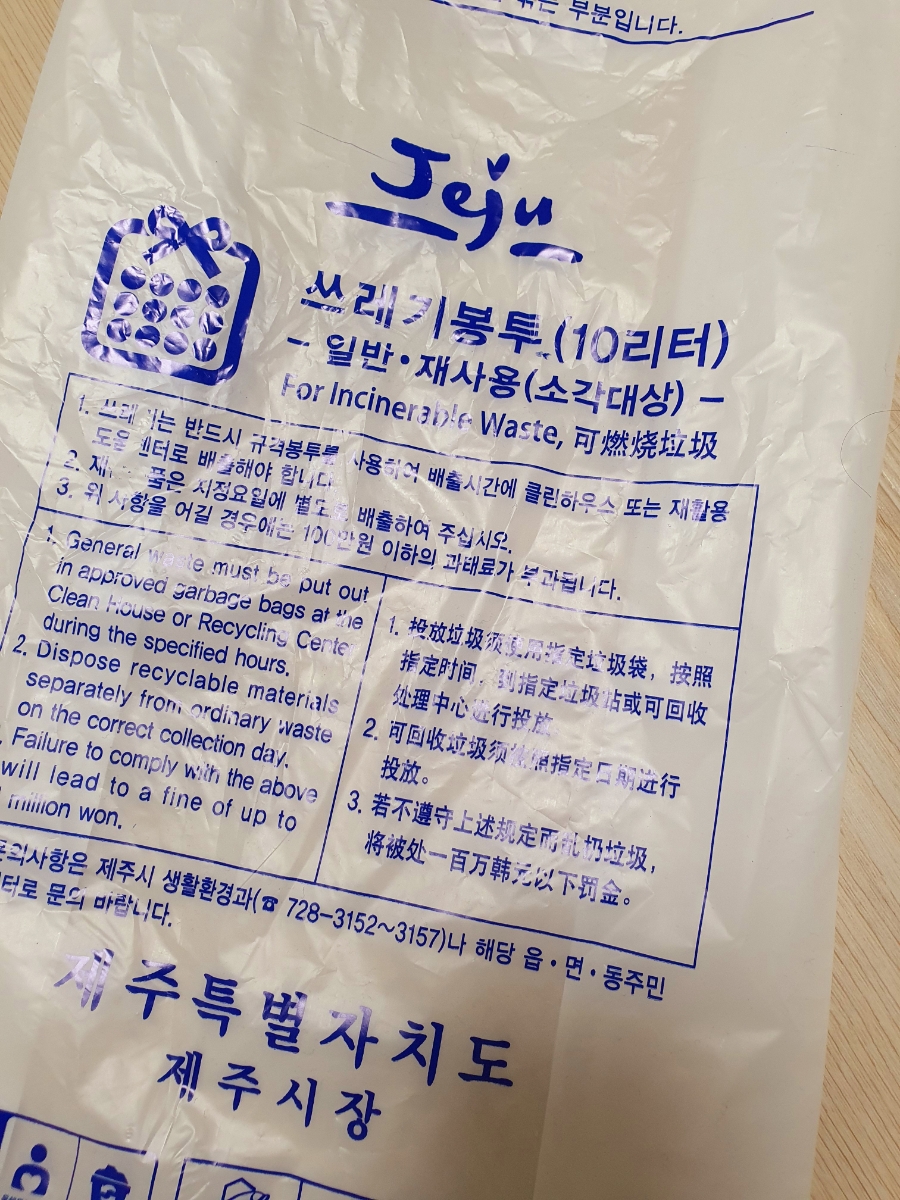 부분입니다.
Jeju
쓰레기봉투 (10리터)
- 일반·재사용(소각대상) -
For Incinerable Waste, 可燃烧垃圾
1. 쓰레기는 반드시 규격봉투를 사용하여 배출시간에 클린하우스 또는 재활용
도움센터로 배출해야 합니다.
2. 품은 지정요일에 별도로 배출하여 주십시오.
3. 위 사항을 어길 경우에는 100만원 이하의 과태료가 부과됩니다.
1. General waste must be put out
in approved garbage bags at the
Clean House or Recycling Center
during the specified hours.
2. Dispose recyclable materials
separately from ordinary waste
on the correct collection day.
. Failure to comply with the above
will lead to a fine of up to
million won.
1. 投放垃圾须使用指定垃圾袋，按照
指定时间，到指定垃圾站或可回收
处理中心进行投放。
2. 可回收垃圾须依照指定日期进行
投放。
3. 若不遵守上述规定而乱扔垃圾，
将被处一百万韩元以下罚金。
문의사항은 제주시 생활환경과(☎ 728-3152~3157)나 해당 읍·면·동주민
터로 문의 바랍니다.
제주특별자치도
제주시장